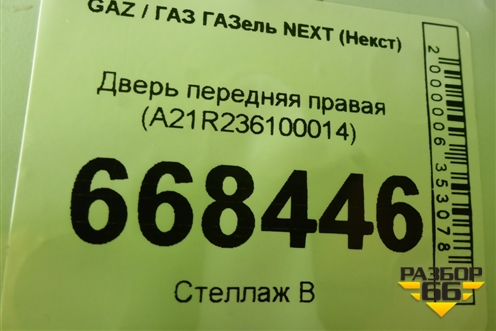 GAZ / ГАЗ ГАЗель NEXT (Некст)
Дверь передняя правая
(A21R236100014)
668446
Стеллаж В
2000006353078
РАЗБОР
66